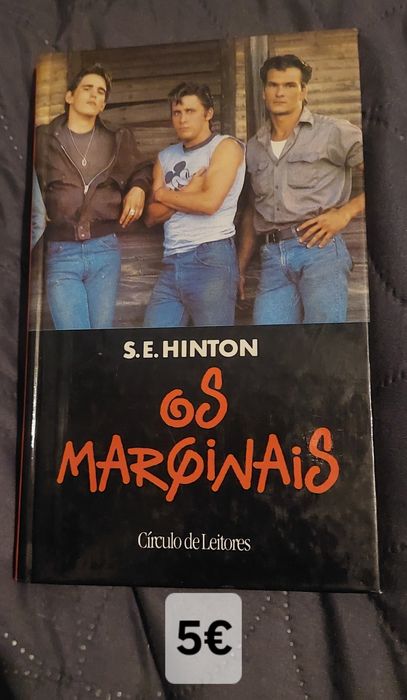 S.E. HINTON
OS
MARGINAIS
Círculo de Leitores
5€